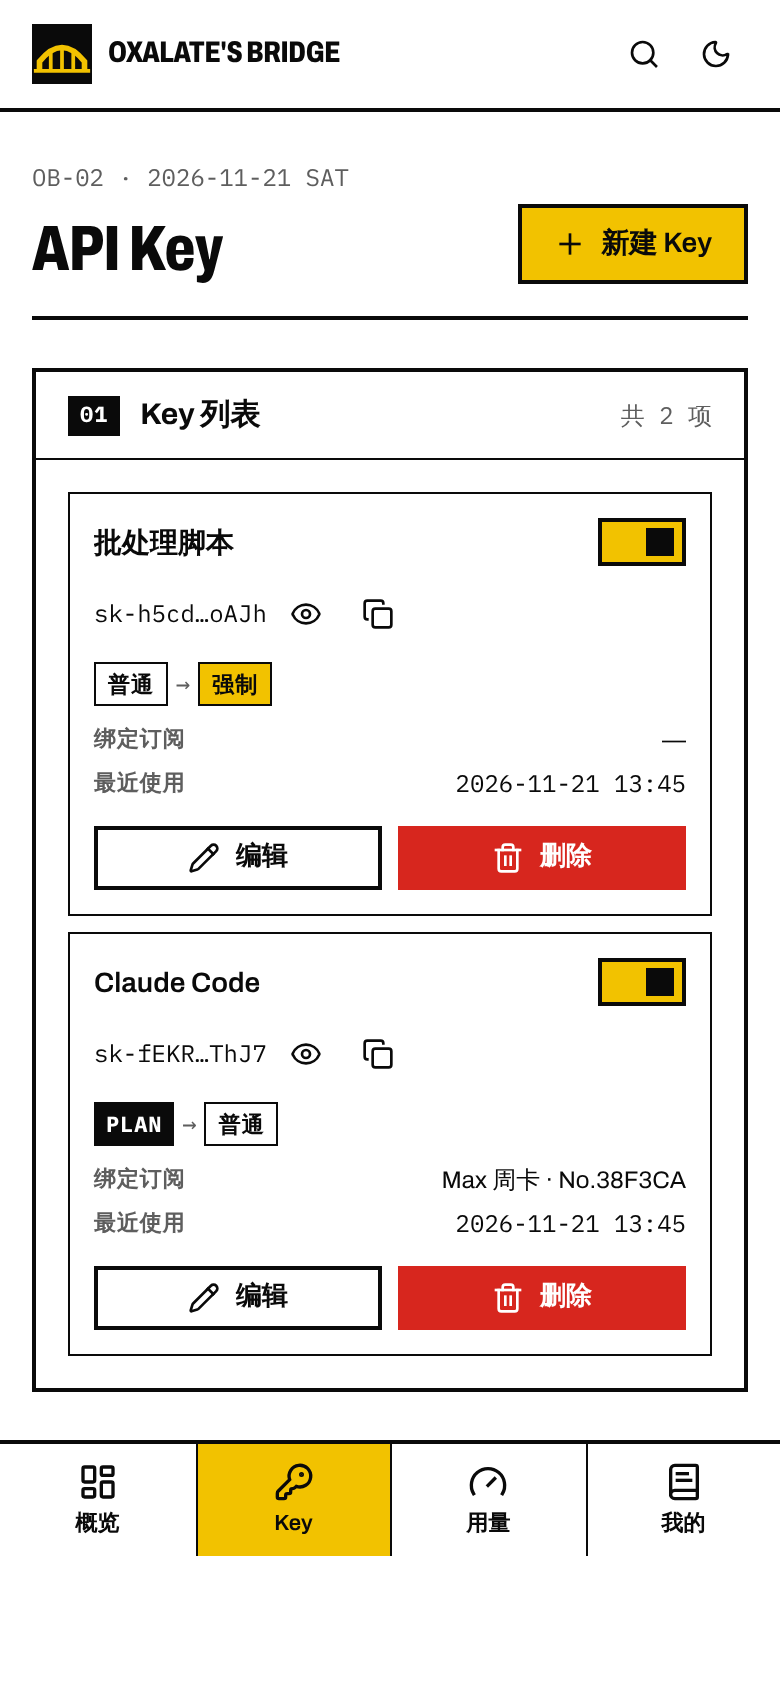 OXALATE'S BRIDGE
OB-02 · 2026-11-21 SAT
API Key
新建 Key
01 Key 列表 共 2 项
批处理脚本
sk-h5cd…oAJh
普通 → 强制
绑定订阅 —
最近使用 2026-11-21 13:45
编辑 删除
Claude Code
sk-fEKR…ThJ7
PLAN → 普通
绑定订阅 Max 周卡 · No.38F3CA
最近使用 2026-11-21 13:45
编辑 删除
概览 Key 用量 我的